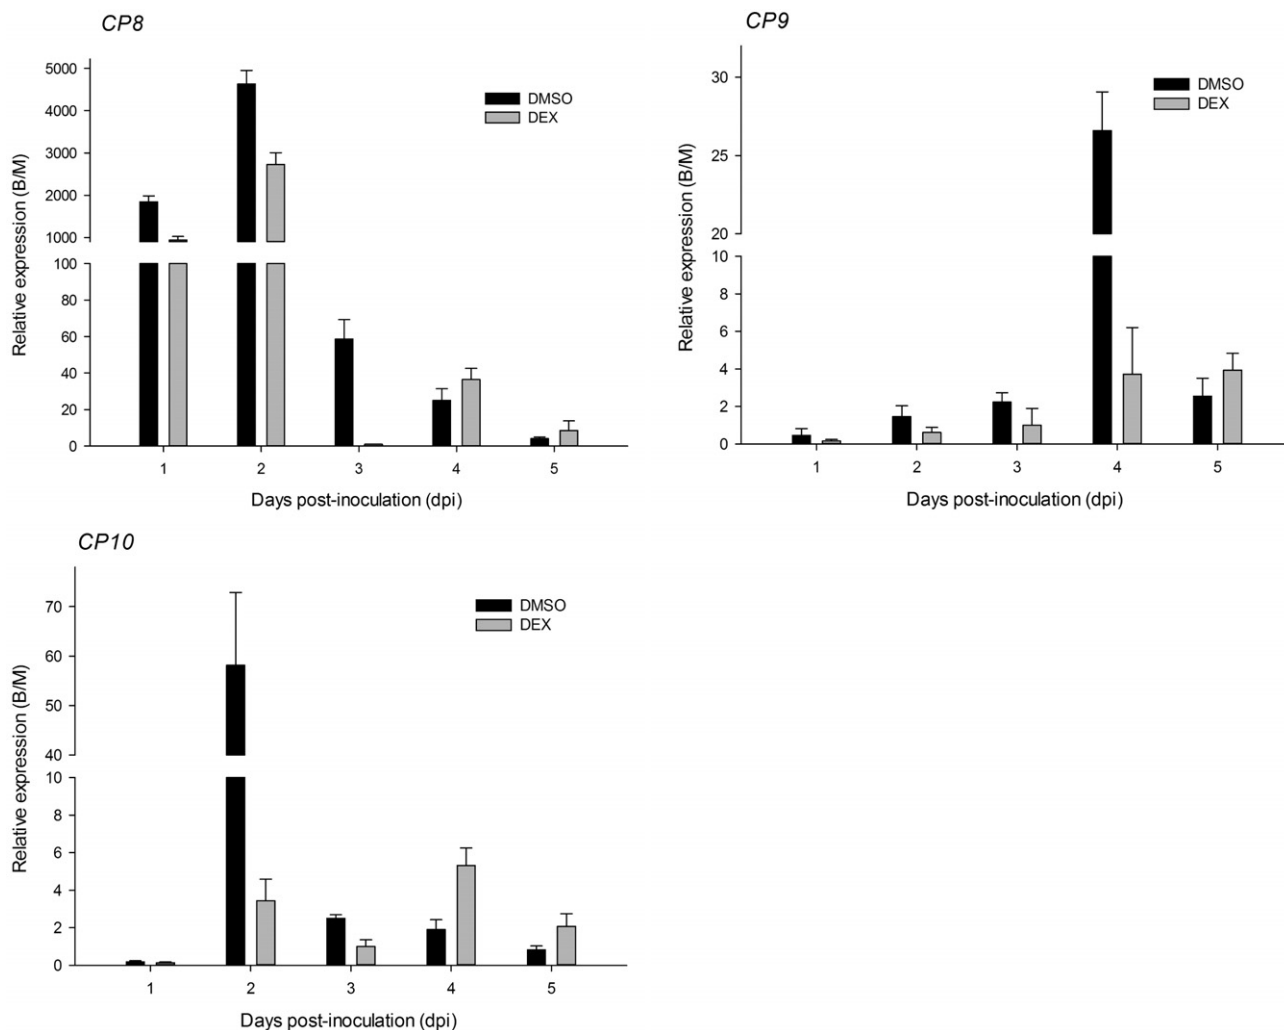 CP8
5000
4000
3000
2000
1000
100
80
60
40
20
0
Relative expression (B/M)
DMSO
DEX
1 2 3 4 5
Days post-inoculation (dpi)
CP9
30
25
20
10
8
6
4
2
0
Relative expression (B/M)
DMSO
DEX
1 2 3 4 5
Days post-inoculation (dpi)
CP10
70
60
50
40
10
8
6
4
2
0
Relative expression (B/M)
DMSO
DEX
1 2 3 4 5
Days post-inoculation (dpi)